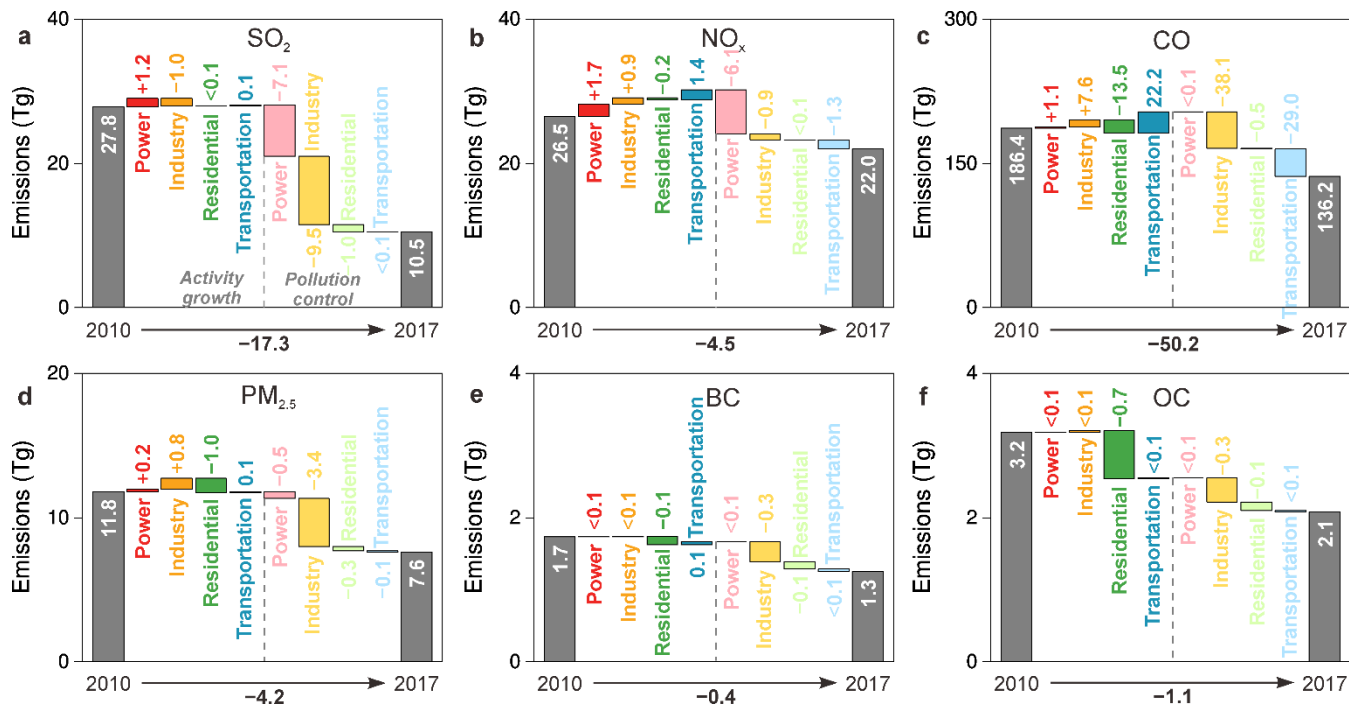 a
SO₂
Emissions (Tg)
40
20
0
27.8
Power +1.2
Industry −1.0
Residential <0.1
Transportation 0.1
Power −7.1
−9.5 Industry
−1.0 Residential
<0.1 Transportation
10.5
Activity growth
Pollution control
2010
2017
−17.3
b
NOₓ
Emissions (Tg)
40
20
0
26.5
Power +1.7
Industry +0.9
Residential −0.2
Transportation 1.4
Power −6.1
Industry −0.9
Residential <0.1
Transportation −1.3
22.0
2010
2017
−4.5
c
CO
Emissions (Tg)
300
150
0
186.4
Power +1.1
Industry +7.6
Residential −13.5
Transportation 22.2
Power <0.1
Industry −38.1
Residential −0.5
Transportation −29.0
136.2
2010
2017
−50.2
d
PM₂.₅
Emissions (Tg)
20
10
0
11.8
Power +0.2
Industry +0.8
Residential −1.0
Transportation 0.1
Power −0.5
Industry −3.4
−0.3 Residential
−0.1 Transportation
7.6
2010
2017
−4.2
e
BC
Emissions (Tg)
4
2
0
1.7
Power <0.1
Industry <0.1
Residential −0.1
0.1 Transportation
Power <0.1
Industry −0.3
−0.1 Residential
<0.1 Transportation
1.3
2010
2017
−0.4
f
OC
Emissions (Tg)
4
2
0
3.2
Power <0.1
Industry <0.1
Residential −0.7
Transportation <0.1
Power <0.1
Industry −0.3
Residential −0.1
Transportation <0.1
2.1
2010
2017
−1.1